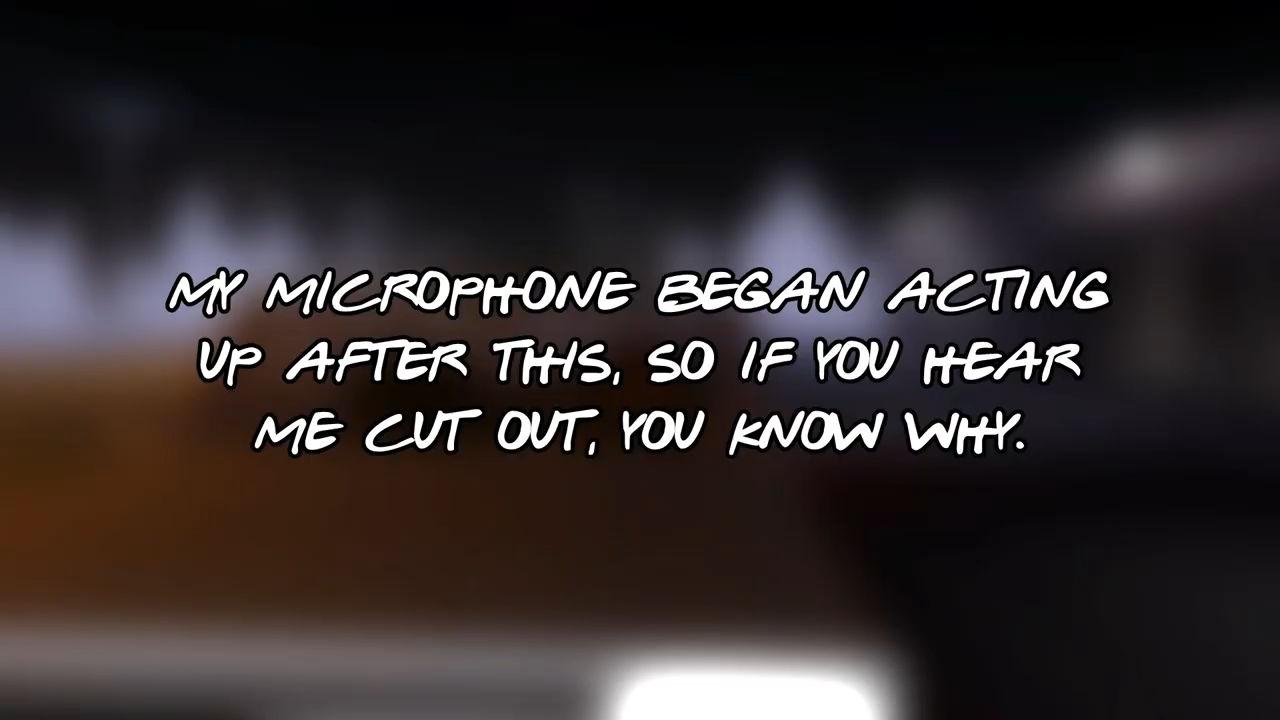 MY MICROPHONE BEGAN ACTING
UP AFTER THIS, SO IF YOU HEAR
ME CUT OUT, YOU KNOW WHY.